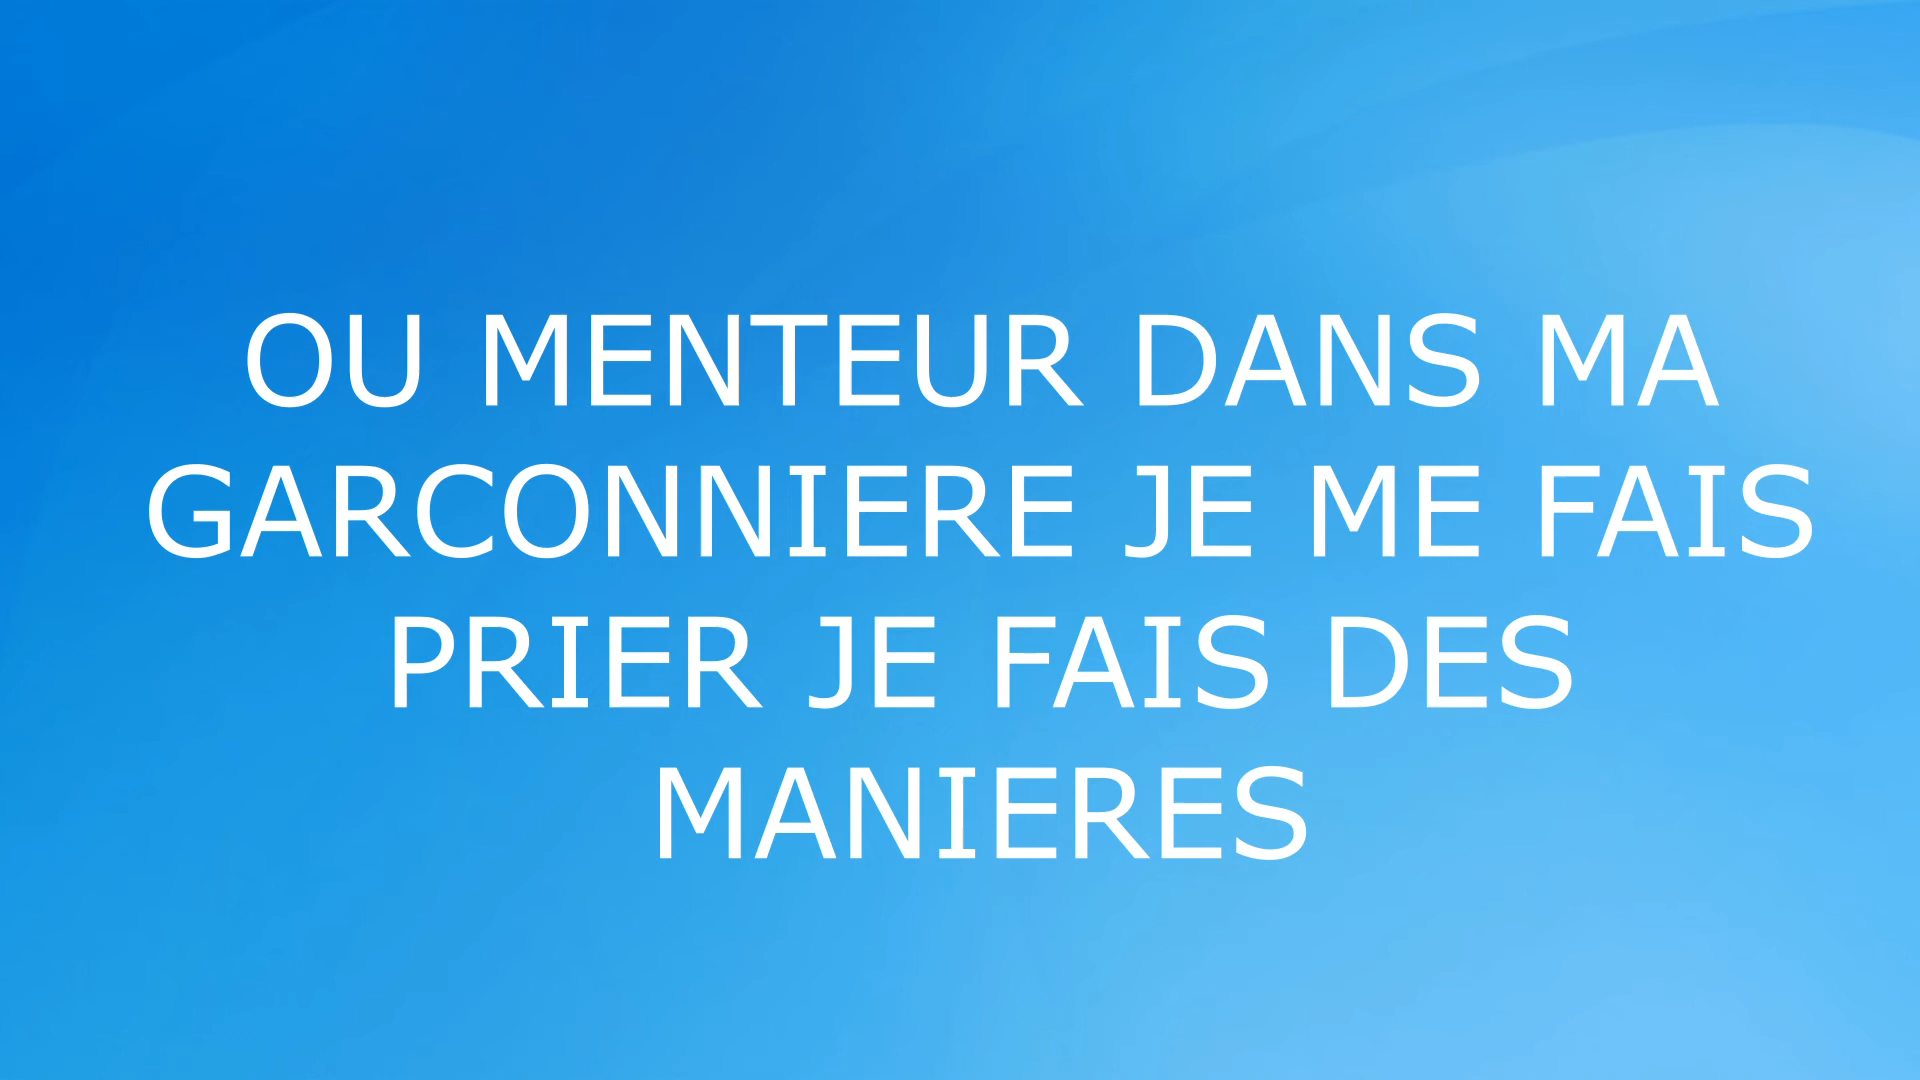 OU MENTEUR DANS MA
GARCONNIERE JE ME FAIS
PRIER JE FAIS DES
MANIERES